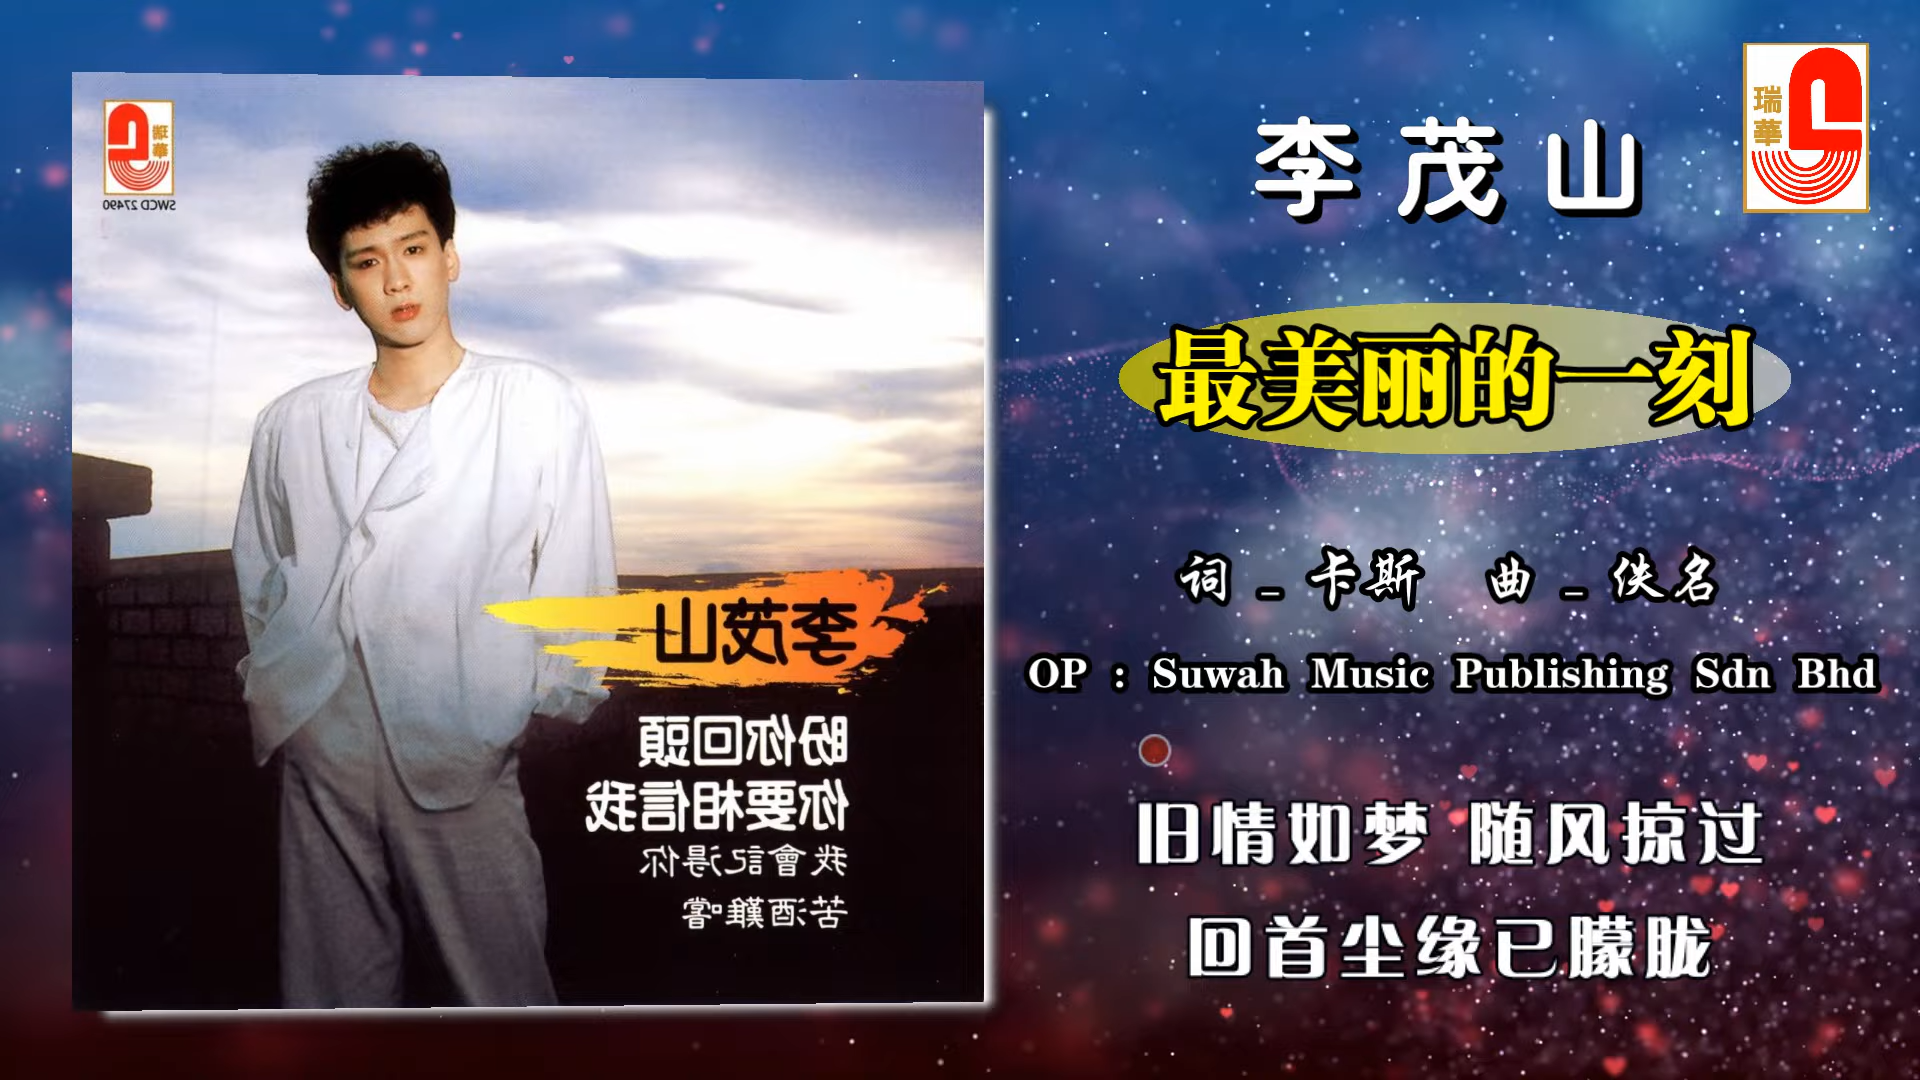 瑞華
SWCD 27490
李茂山
盼你回頭
你要相信我
我會記得你
苦酒難嚐
李茂山
瑞華
最美丽的一刻
词 - 卡斯 曲 - 佚名
OP : Suwah Music Publishing Sdn Bhd
旧情如梦 随风掠过
回首尘缘已朦胧